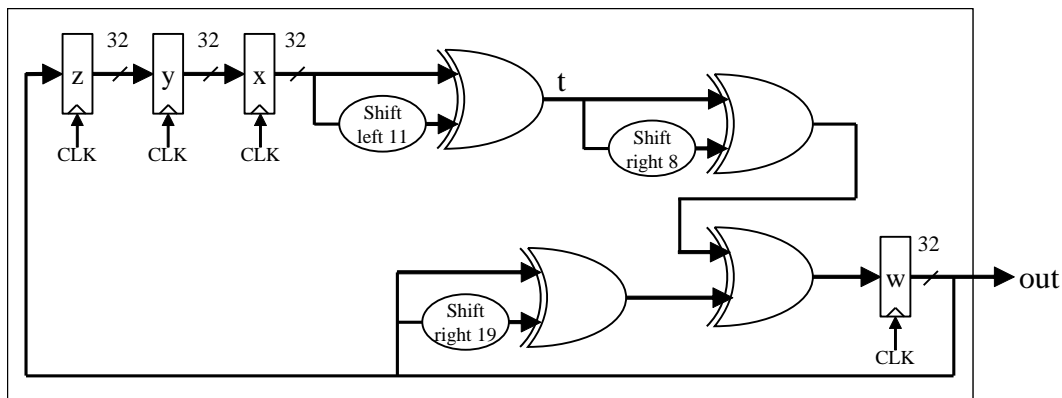 32
32
32
z
y
x
CLK
CLK
CLK
Shift
left 11
t
Shift
right 8
32
w
out
CLK
Shift
right 19